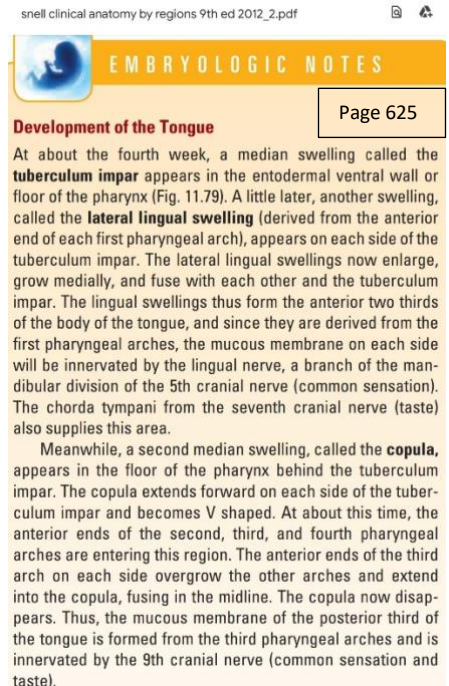 snell clinical anatomy by regions 9th ed 2012_2.pdf
EMBRYOLOGIC NOTES
Page 625
Development of the Tongue
At about the fourth week, a median swelling called the
tuberculum impar appears in the entodermal ventral wall or
floor of the pharynx (Fig. 11.79). A little later, another swelling,
called the lateral lingual swelling (derived from the anterior
end of each first pharyngeal arch), appears on each side of the
tuberculum impar. The lateral lingual swellings now enlarge,
grow medially, and fuse with each other and the tuberculum
impar. The lingual swellings thus form the anterior two thirds
of the body of the tongue, and since they are derived from the
first pharyngeal arches, the mucous membrane on each side
will be innervated by the lingual nerve, a branch of the man-
dibular division of the 5th cranial nerve (common sensation).
The chorda tympani from the seventh cranial nerve (taste)
also supplies this area.
Meanwhile, a second median swelling, called the copula,
appears in the floor of the pharynx behind the tuberculum
impar. The copula extends forward on each side of the tuber-
culum impar and becomes V shaped. At about this time, the
anterior ends of the second, third, and fourth pharyngeal
arches are entering this region. The anterior ends of the third
arch on each side overgrow the other arches and extend
into the copula, fusing in the midline. The copula now disap-
pears. Thus, the mucous membrane of the posterior third of
the tongue is formed from the third pharyngeal arches and is
innervated by the 9th cranial nerve (common sensation and
taste).